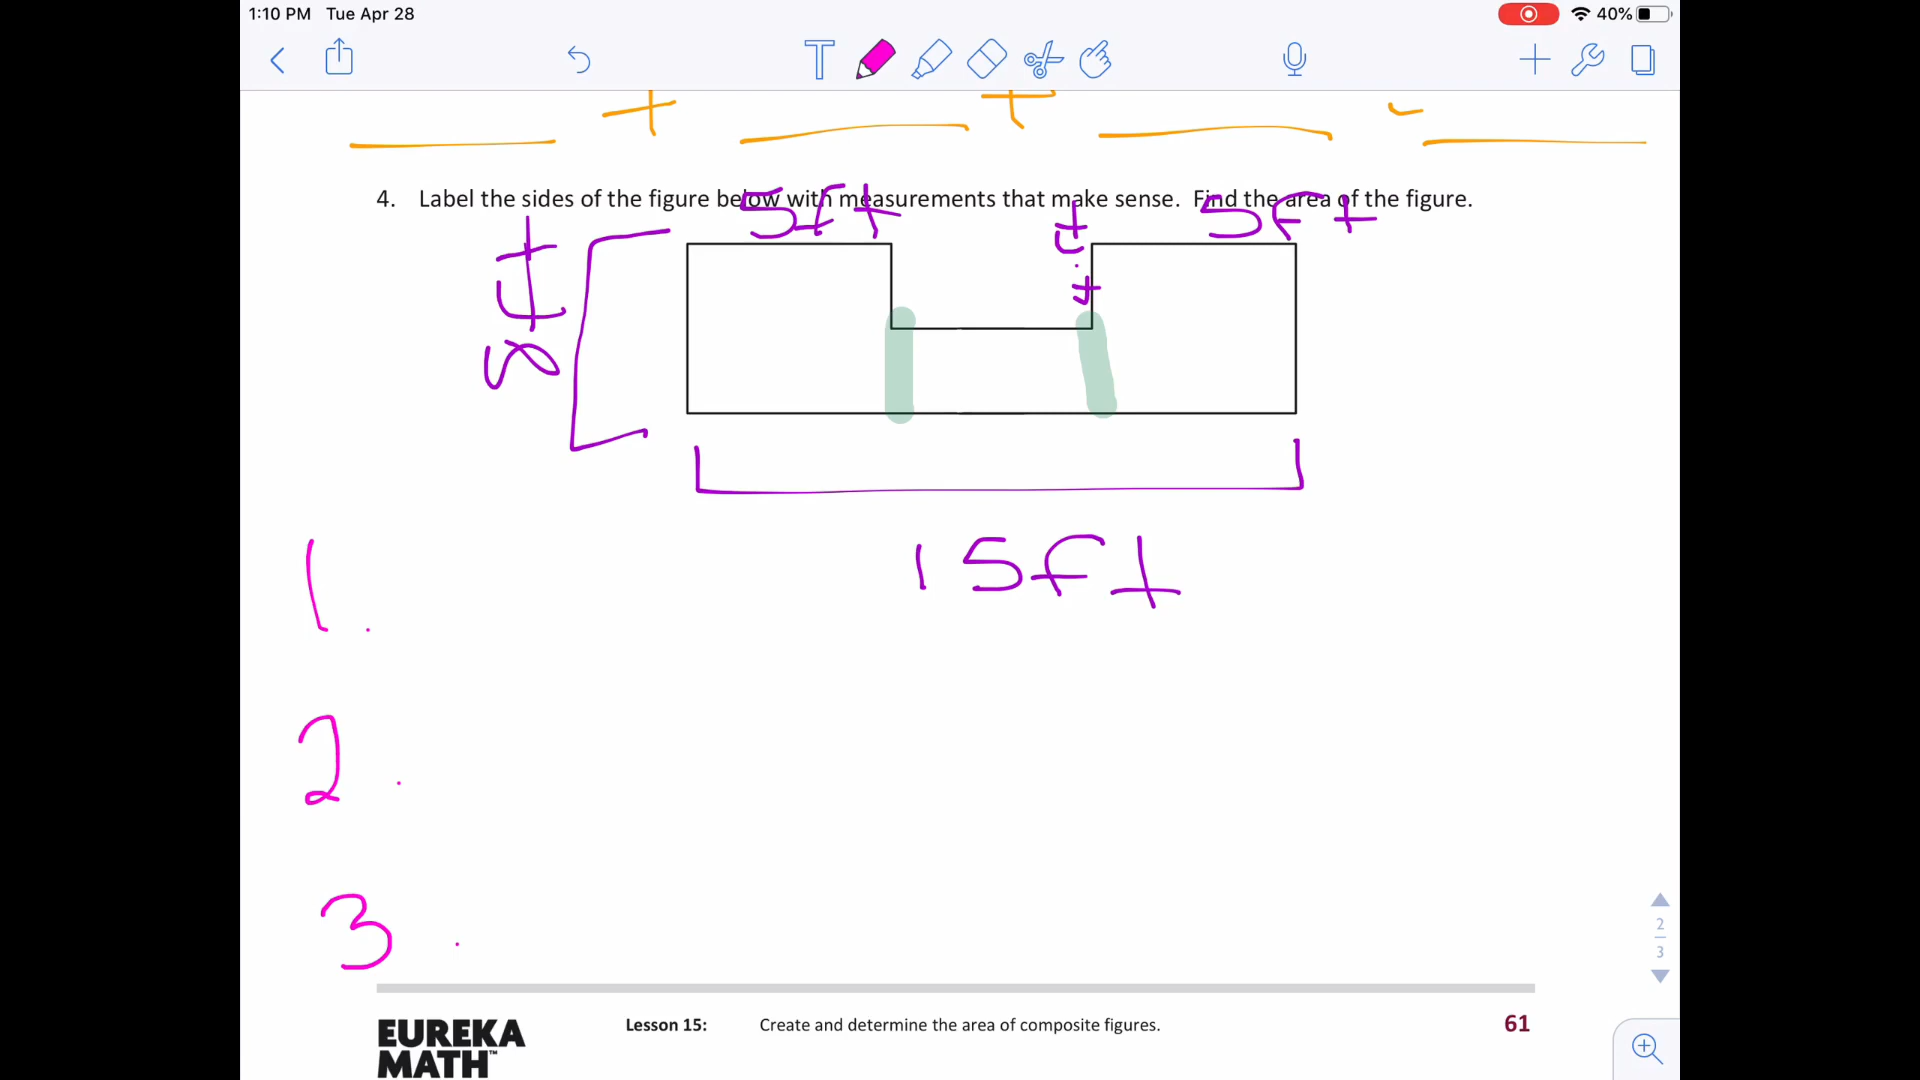 1:10 PM Tue Apr 28
40%
4. Label the sides of the figure below with measurements that make sense. Find the area of the figure.
5ft
5ft
4ft
8ft
15ft
1.
2.
3.
2
3
EUREKA MATH™
Lesson 15: Create and determine the area of composite figures.
61